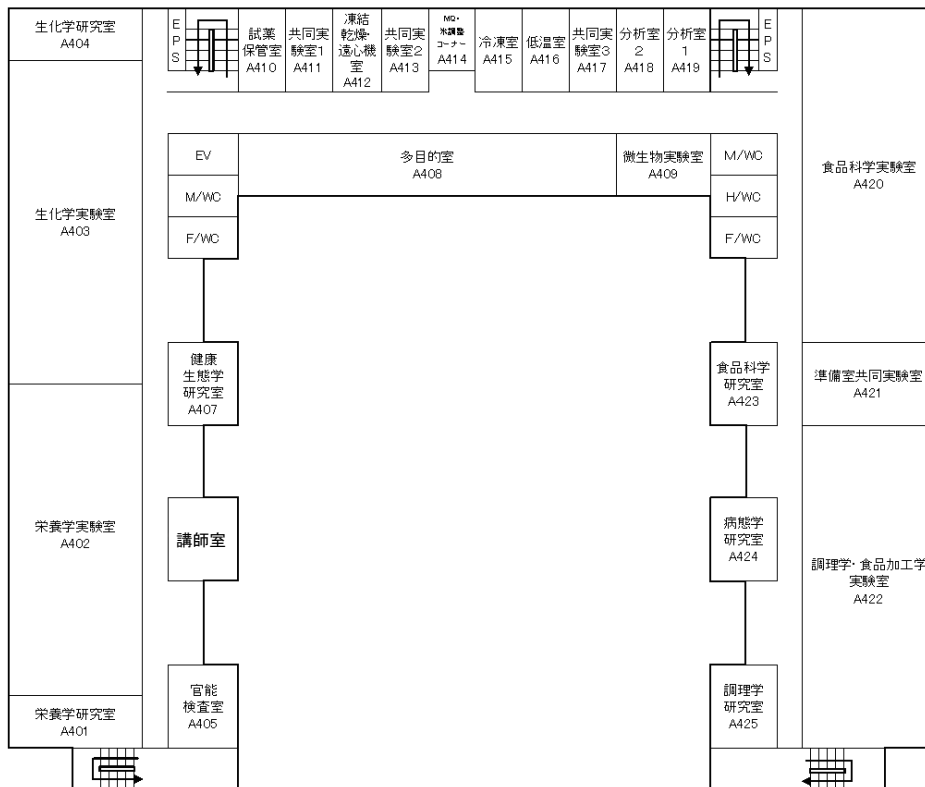 生化学研究室
A404
E
P
S
試薬
保管室
A410
共同実
験室1
A411
凍結
乾燥・
遠心機
室
A412
共同実
験室2
A413
MQ・
氷調整
コーナー
A414
冷凍室
A415
低温室
A416
共同実
験室3
A417
分析室
2
A418
分析室
1
A419
E
P
S
EV
多目的室
A408
微生物実験室
A409
M/WC
食品科学実験室
A420
生化学実験室
A403
M/WC
H/WC
F/WC
F/WC
健康
生態学
研究室
A407
食品科学
研究室
A423
準備室共同実験室
A421
栄養学実験室
A402
講師室
病態学
研究室
A424
調理学・食品加工学
実験室
A422
栄養学研究室
A401
官能
検査室
A405
調理学
研究室
A425